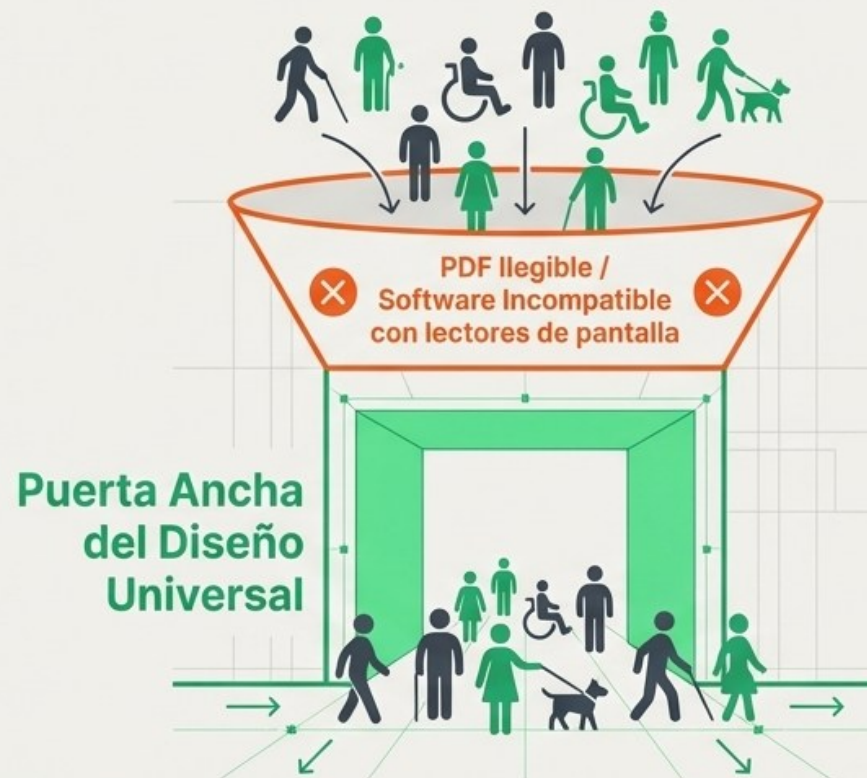 PDF Ilegible /
Software Incompatible
con lectores de pantalla
Puerta Ancha
del Diseño
Universal